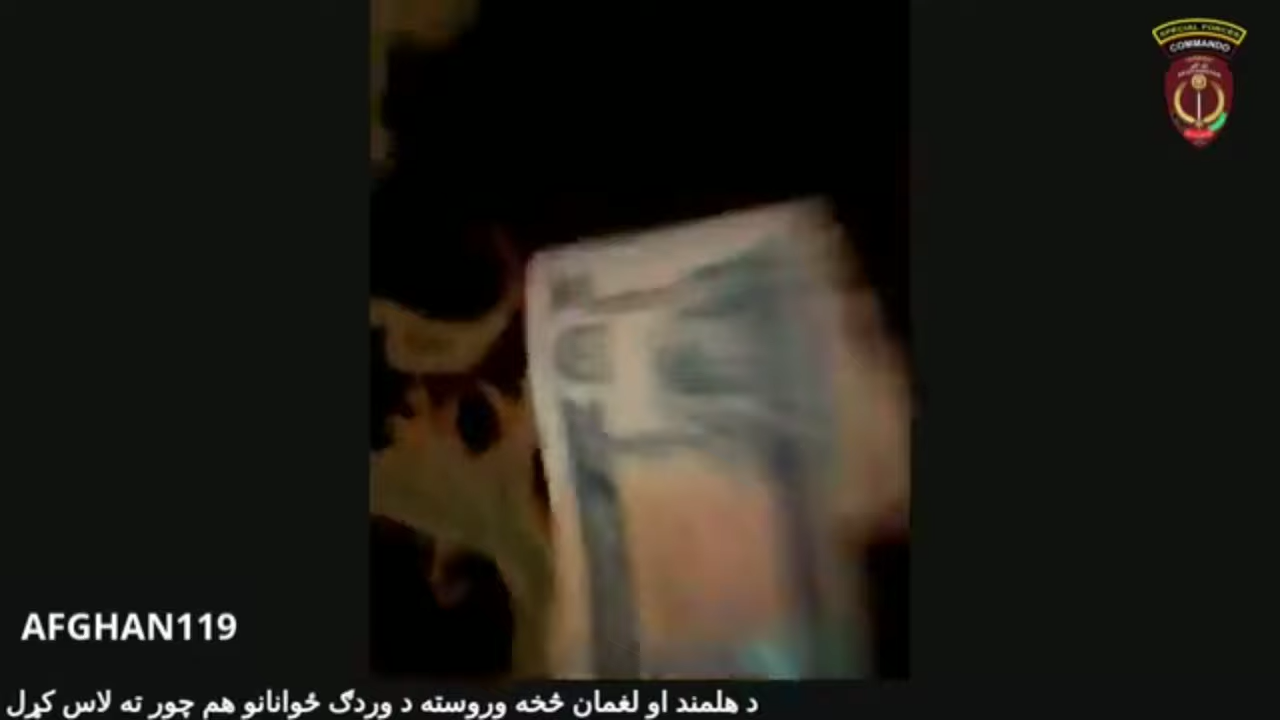 SPECIAL FORCES
COMMANDO
AFGHAN119
د هلمند او لغمان څخه وروسته د وردګ ځوانانو هم چور ته لاس کړل